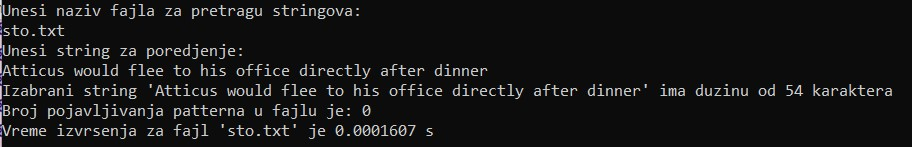 Unesi naziv fajla za pretragu stringova:
sto.txt
Unesi string za poredjenje:
Atticus would flee to his office directly after dinner
Izabrani string 'Atticus would flee to his office directly after dinner' ima duzinu od 54 karaktera
Broj pojavljivanja patterna u fajlu je: 0
Vreme izvrsenja za fajl 'sto.txt' je 0.0001607 s